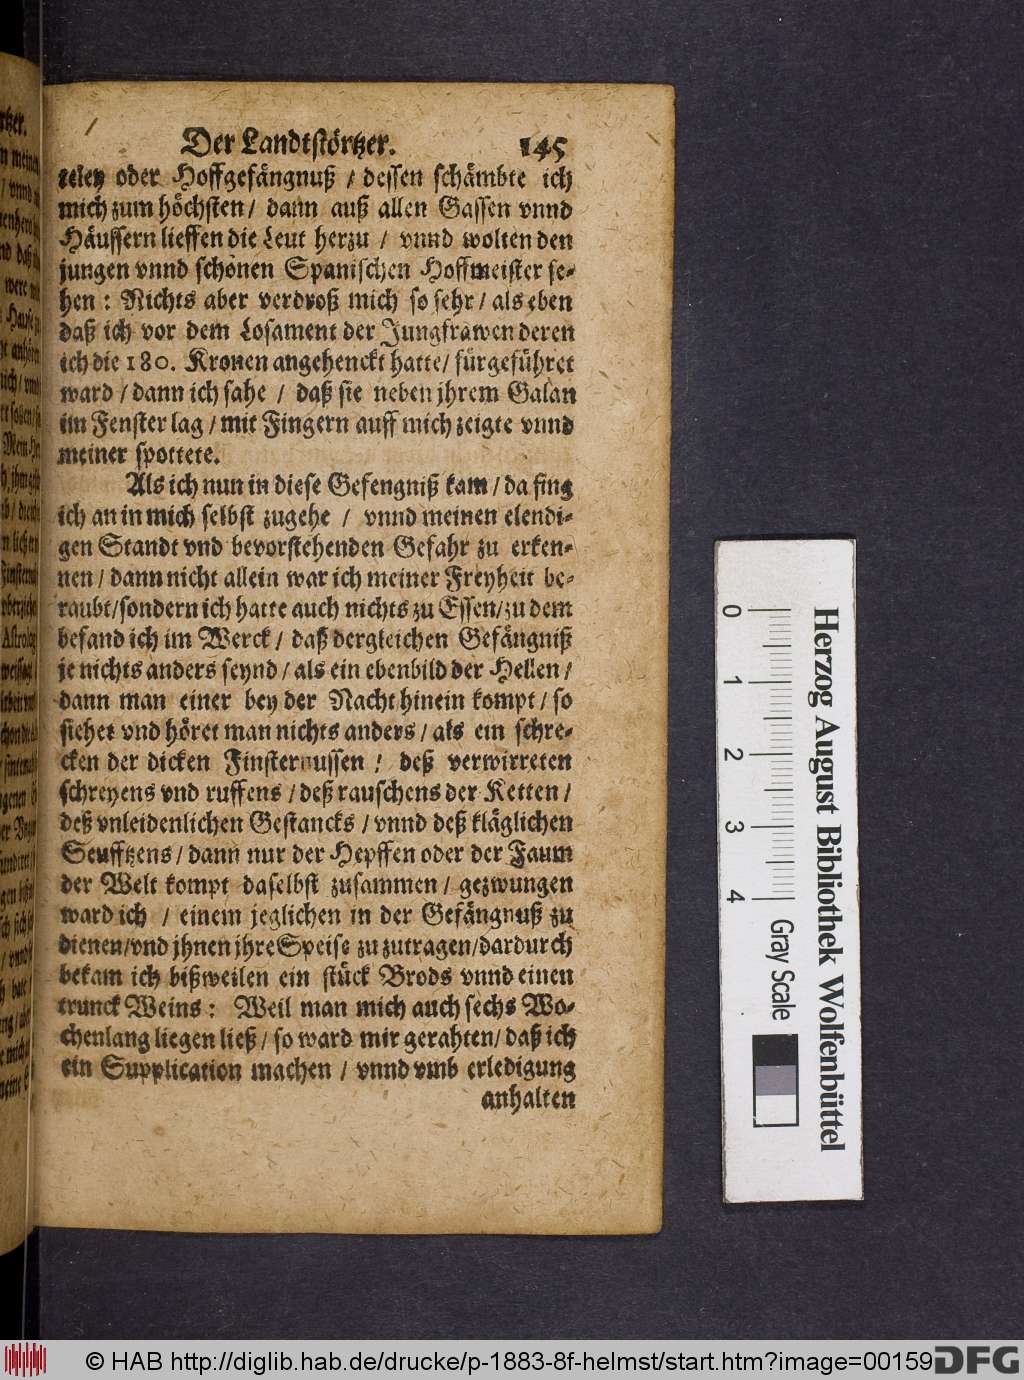 Der Landtstörtzer. 145
teley oder Hoffgefängnuß / dessen schämbte ich
mich zum höchsten / dann auß allen Gassen vnnd
Häussern lieffen die Leut herzu / vnnd wolten den
jungen vnnd schönen Spanischen Hoffmeister se-
hen : Nichts aber verdroß mich so sehr / als eben
daß ich vor dem Losament der Jungfrawen deren
ich die 180. Kronen angehenckt hatte / fürgeführet
ward / dann ich sahe / daß sie neben jhrem Galan
im Fenster lag / mit Fingern auff mich zeigte vnnd
meiner spottete.
Als ich nun in diese Gefengniß kam / da fing
ich an in mich selbst zugehe / vnnd meinen elendi-
gen Standt vnd bevorstehenden Gefahr zu erken-
nen / dann nicht allein war ich meiner Freyheit be-
raubt / sondern ich hatte auch nichts zu Essen / zu dem
befand ich im Werck / daß dergleichen Gefängniß
je nichts anders seynd / als ein ebenbild der Hellen /
dann man einer bey der Nacht hinein kompt / so
siehet vnd höret man nichts anders / als ein schre-
cken der dicken Finsternussen / deß verwirreten
schreyens vnd ruffens / deß rauschens der Ketten /
deß vnleidenlichen Gestancks / vnnd deß kläglichen
Seufftzens / dann nur der Hepffen oder der Faum
der Welt kompt daselbst zusammen / gezwungen
ward ich / einem jeglichen in der Gefängnuß zu
dienen / vnd jhnen jhre Speise zu zutragen / dardurch
bekam ich bißweilen ein stück Brods vnnd einen
trunck Weins : Weil man mich auch sechs Wo-
chenlang liegen ließ / so ward mir gerahten / daß ich
ein Supplication machen / vnnd vmb erledigung
anhalten
0 1 2 3 4
Gray Scale
Herzog August Bibliothek Wolfenbüttel
© HAB http://diglib.hab.de/drucke/p-1883-8f-helmst/start.htm?image=00159
DFG